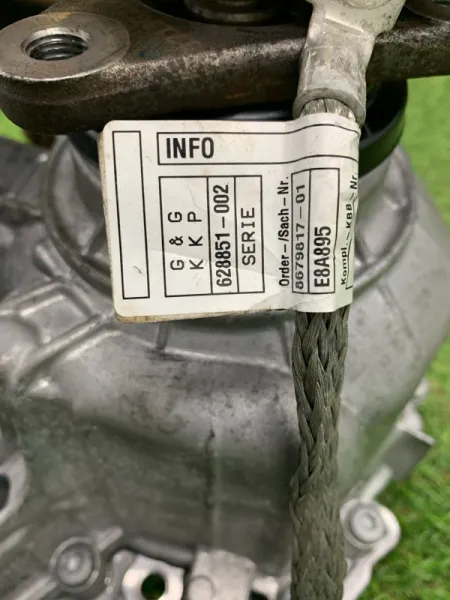 INFO
G & G
K K P
628851-002
SERIE
Order-/Sach-Nr.
8679817-01
E8A895
Kompl.-KBB-Nr